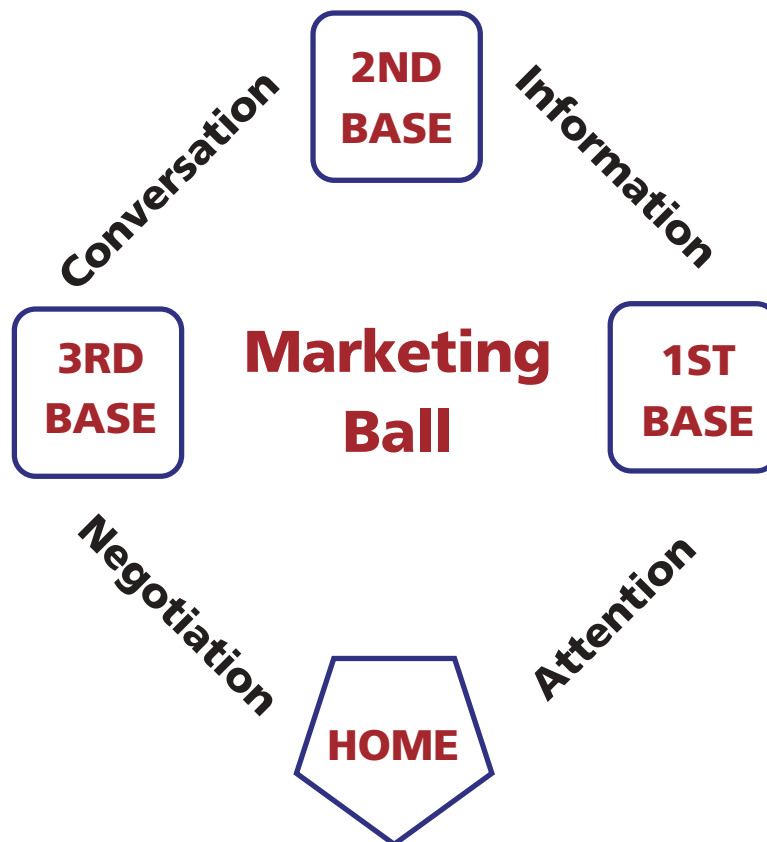 2ND
BASE
Conversation
Information
3RD
BASE
Marketing
Ball
1ST
BASE
Negotiation
Attention
HOME